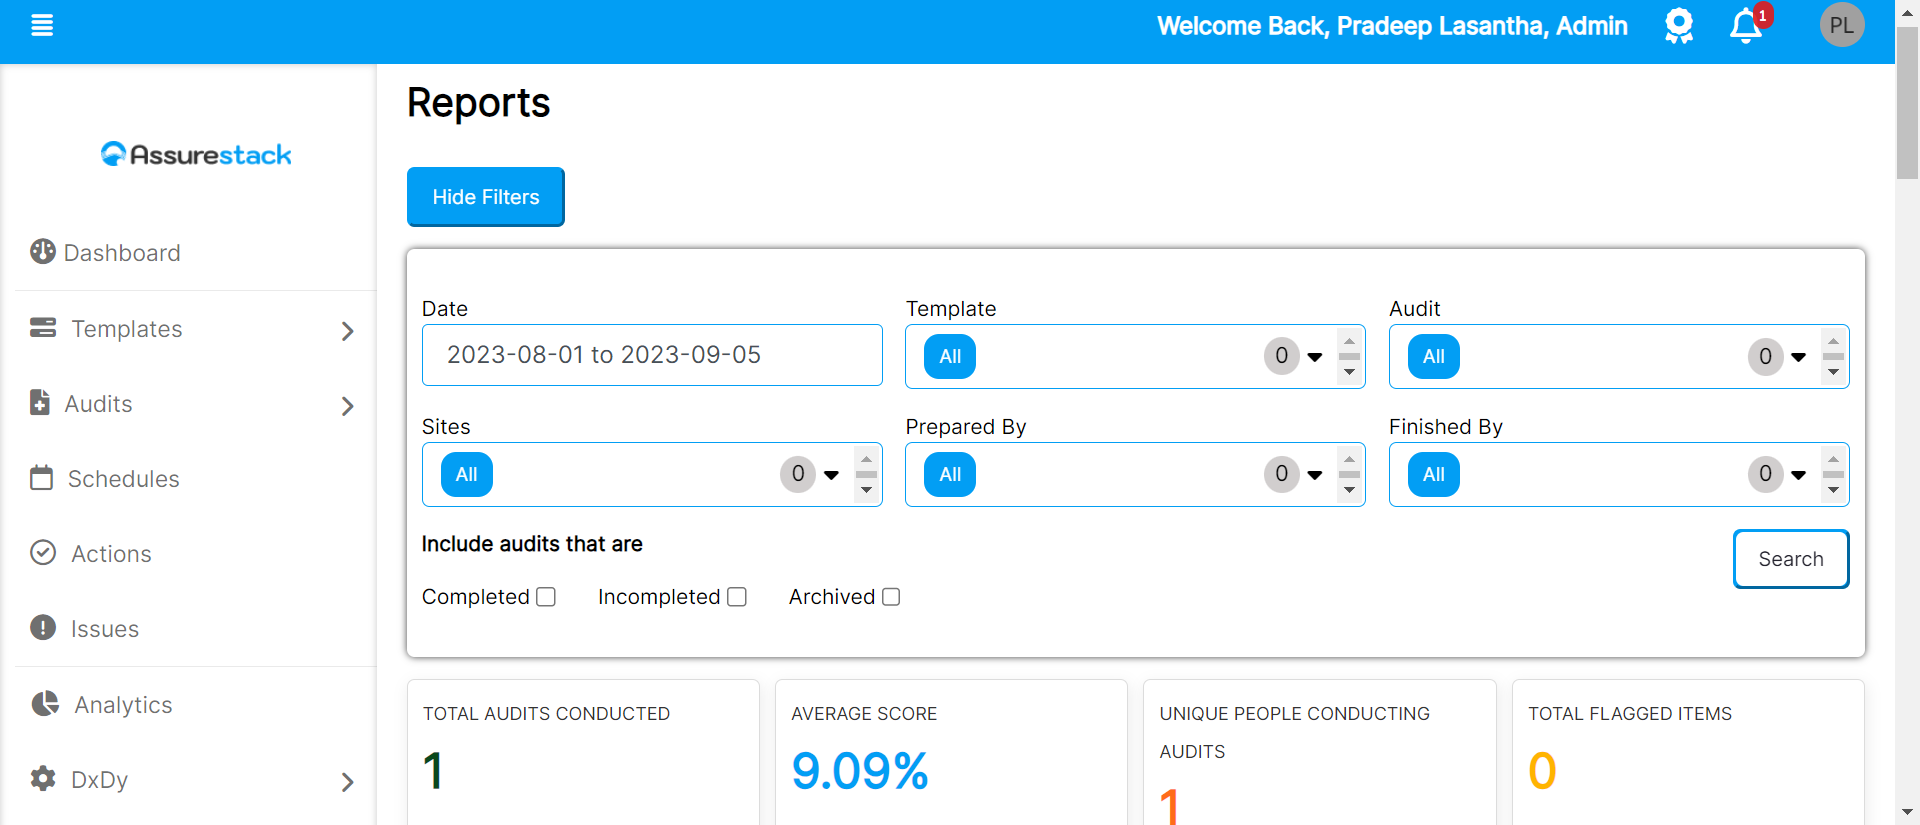 Welcome Back, Pradeep Lasantha, Admin
1
PL
Assurestack
Dashboard
Templates
Audits
Schedules
Actions
Issues
Analytics
DxDy
Reports
Hide Filters
Date
2023-08-01 to 2023-09-05
Template
All 0
Audit
All 0
Sites
All 0
Prepared By
All 0
Finished By
All 0
Include audits that are
Completed Incompleted Archived
Search
TOTAL AUDITS CONDUCTED
1
AVERAGE SCORE
9.09%
UNIQUE PEOPLE CONDUCTING
AUDITS
1
TOTAL FLAGGED ITEMS
0